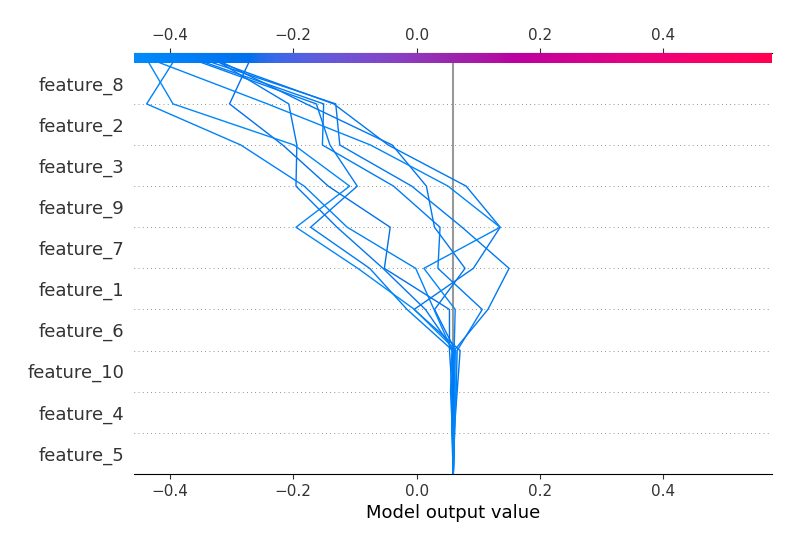 −0.4 −0.2 0.0 0.2 0.4
feature_8
feature_2
feature_3
feature_9
feature_7
feature_1
feature_6
feature_10
feature_4
feature_5
−0.4 −0.2 0.0 0.2 0.4
Model output value